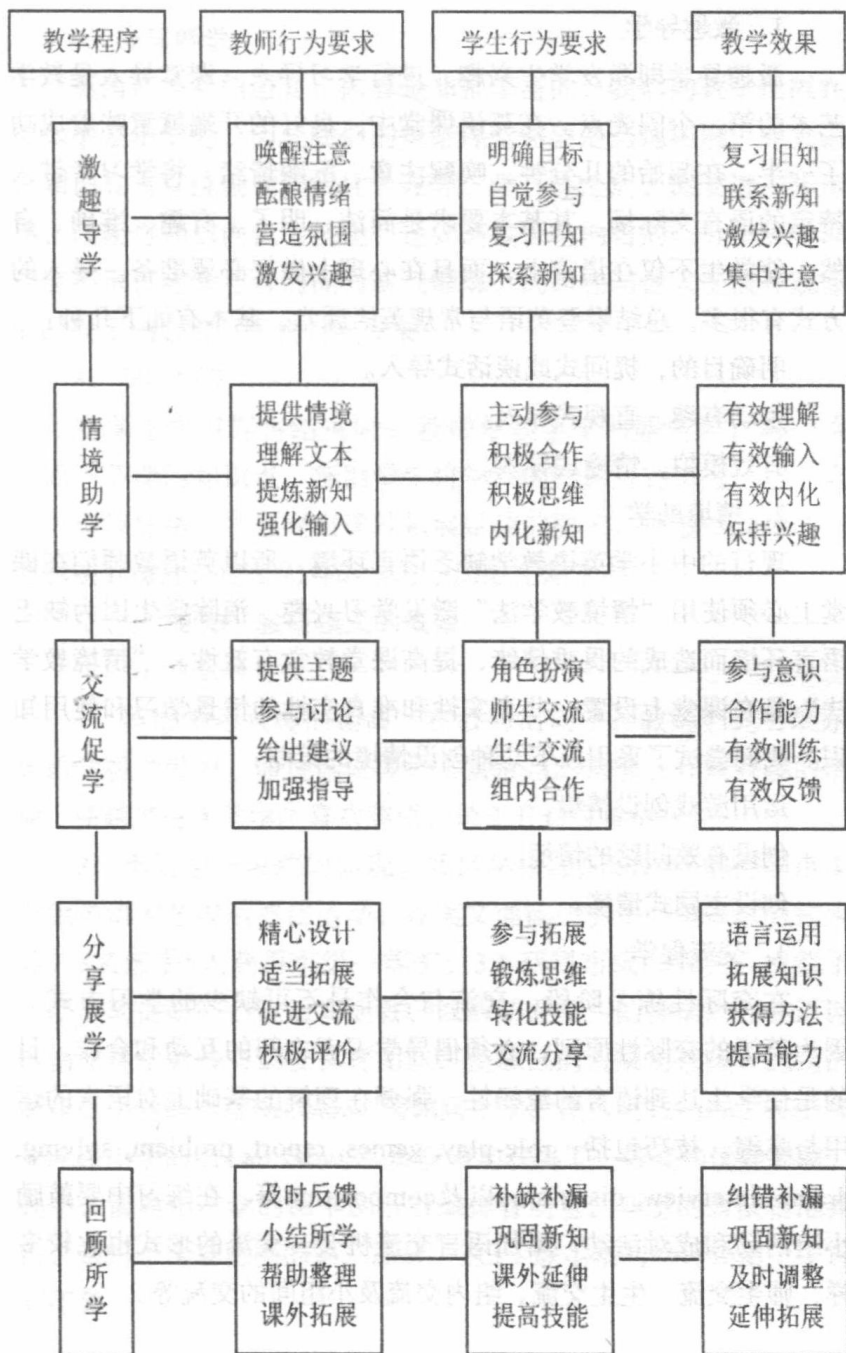 教学程序
教师行为要求
学生行为要求
教学效果
激趣导学
唤醒注意
酝酿情绪
营造氛围
激发兴趣
明确目标
自觉参与
复习旧知
探索新知
复习旧知
联系新知
激发兴趣
集中注意
情境助学
提供情境
理解文本
提炼新知
强化输入
主动参与
积极合作
积极思维
内化新知
有效理解
有效输入
有效内化
保持兴趣
交流促学
提供主题
参与讨论
给出建议
加强指导
角色扮演
师生交流
生生交流
组内合作
参与意识
合作能力
有效训练
有效反馈
分享展学
精心设计
适当拓展
促进交流
积极评价
参与拓展
锻炼思维
转化技能
交流分享
语言运用
拓展知识
获得方法
提高能力
回顾所学
及时反馈
小结所学
帮助整理
课外拓展
补缺补漏
巩固新知
课外延伸
提高技能
纠错补漏
巩固新知
及时调整
延伸拓展